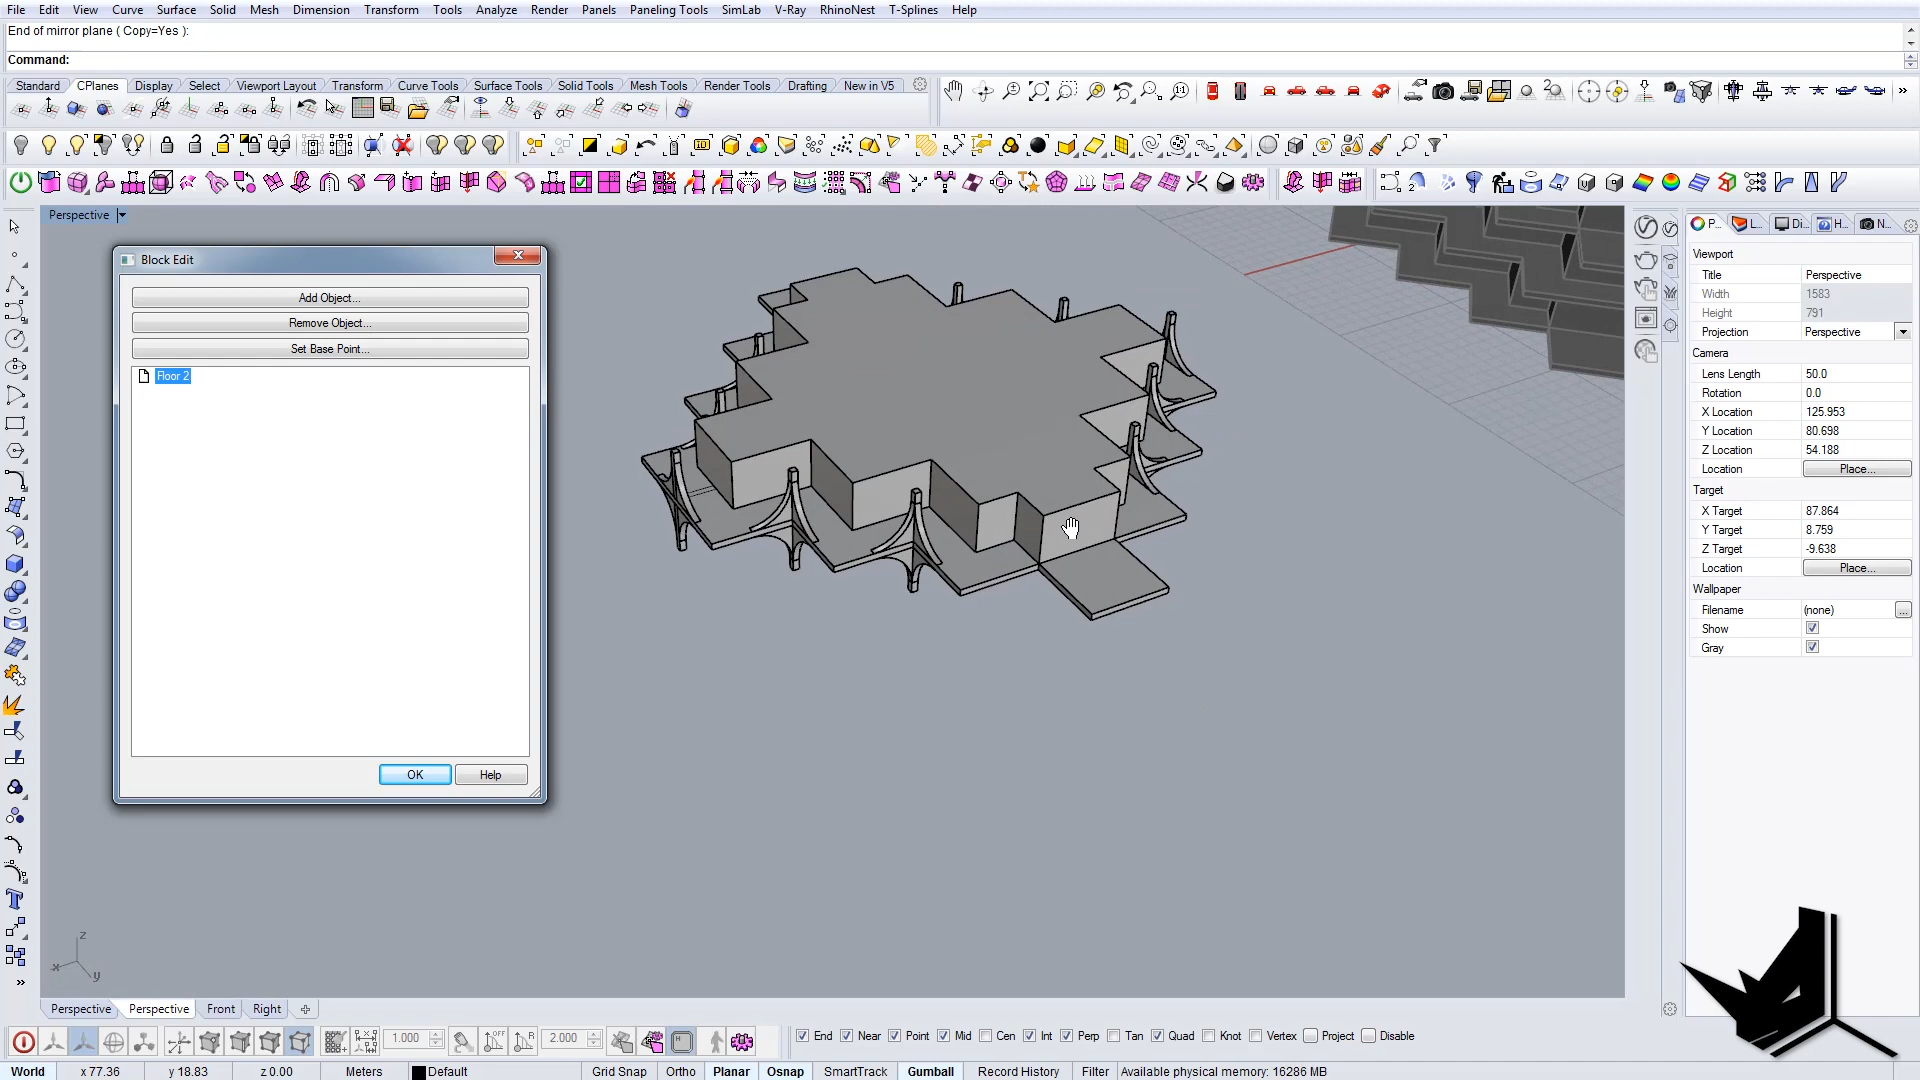 File Edit View Curve Surface Solid Mesh Dimension Transform Tools Analyze Render Panels Paneling Tools SimLab V-Ray RhinoNest T-Splines Help
End of mirror plane ( Copy=Yes ):
Command:
Standard CPlanes Display Select Viewport Layout Transform Curve Tools Surface Tools Solid Tools Mesh Tools Render Tools Drafting New in V5
Perspective
Block Edit
Add Object...
Remove Object...
Set Base Point...
Floor 2
OK Help
P... L... Di... H... N...
Viewport
Title Perspective
Width 1583
Height 791
Projection Perspective
Camera
Lens Length 50.0
Rotation 0.0
X Location 125.953
Y Location 80.698
Z Location 54.188
Location Place...
Target
X Target 87.864
Y Target 8.759
Z Target -9.638
Location Place...
Wallpaper
Filename (none) ...
Show
Gray
z
x y
Perspective Perspective Front Right
1.000 2.000 End Near Point Mid Cen Int Perp Tan Quad Knot Vertex Project Disable
World x 77.36 y 18.83 z 0.00 Meters Default Grid Snap Ortho Planar Osnap SmartTrack Gumball Record History Filter Available physical memory: 16286 MB